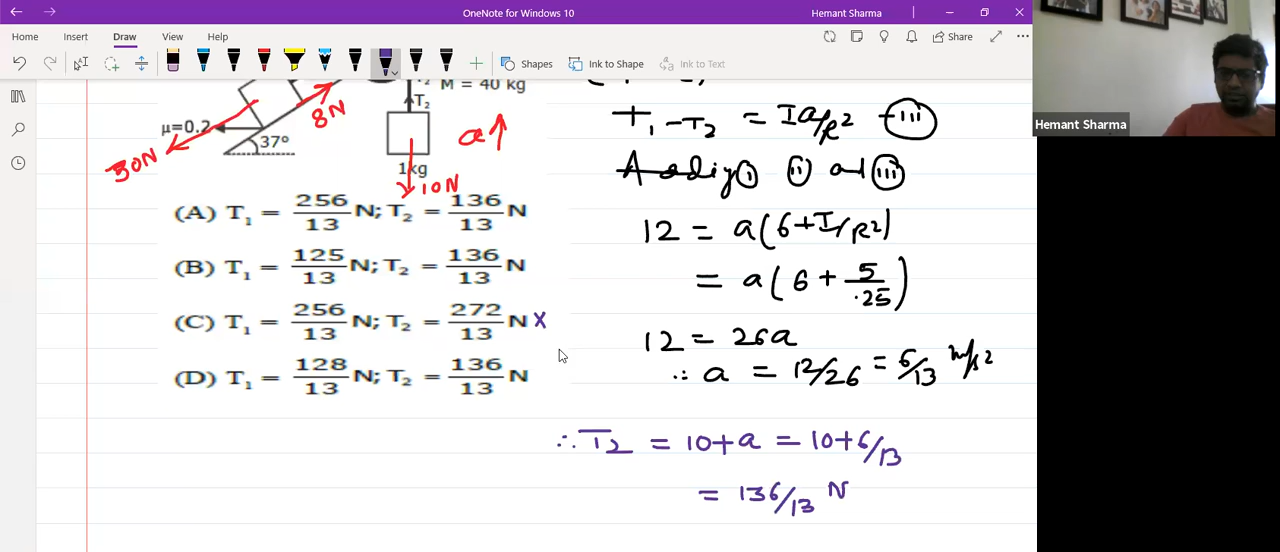 OneNote for Windows 10
Hemant Sharma
Home Insert Draw View Help
Share
Shapes Ink to Shape Ink to Text
M = 40 kg
T₂
μ=0.2
37°
8N
30N
1kg
10N
a↑
(A) T₁ = 256/13 N; T₂ = 136/13 N
(B) T₁ = 125/13 N; T₂ = 136/13 N
(C) T₁ = 256/13 N; T₂ = 272/13 N X
(D) T₁ = 128/13 N; T₂ = 136/13 N
T₁ - T₂ = Ia/R² - (iii)
(i) (ii) and (iii)
12 = a(6+I/R²)
= a(6 + 5/.25)
12 = 26a
∴ a = 12/26 = 6/13 m/s²
∴ T₂ = 10+a = 10+6/13
= 136/13 N
Hemant Sharma